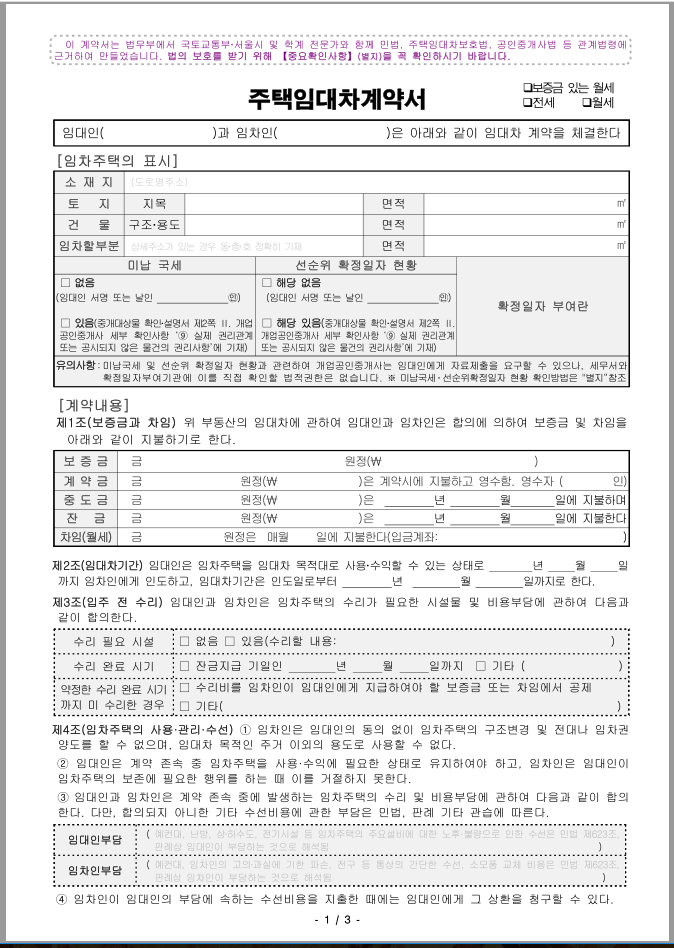 이 계약서는 법무부에서 국토교통부·서울시 및 학계 전문가와 함께 민법, 주택임대차보호법, 공인중개사법 등 관계법령에
근거하여 만들었습니다. 법의 보호를 받기 위해 【중요확인사항】(별지)을 꼭 확인하시기 바랍니다.
□보증금 있는 월세
주택임대차계약서
□전세 □월세
임대인( )과 임차인( )은 아래와 같이 임대차 계약을 체결한다
[임차주택의 표시]
소 재 지 (도로명주소)
토 지 지목 면적 ㎡
건 물 구조·용도 면적 ㎡
임차할부분 상세주소가 있는 경우 동·층·호 정확히 기재 면적 ㎡
미납 국세 선순위 확정일자 현황
확정일자 부여란
□ 없음
(임대인 서명 또는 날인 ____________㊞)
□ 있음(중개대상물 확인·설명서 제2쪽 Ⅱ. 개업
공인중개사 세부 확인사항 ‘⑨ 실제 권리관계
또는 공시되지 않은 물건의 권리사항’에 기재)
□ 해당 없음
(임대인 서명 또는 날인 ____________㊞)
□ 해당 있음(중개대상물 확인·설명서 제2쪽 Ⅱ.
개업공인중개사 세부 확인사항 ‘⑨ 실제 권리관계
또는 공시되지 않은 물건의 권리사항’에 기재)
유의사항: 미납국세 및 선순위 확정일자 현황과 관련하여 개업공인중개사는 임대인에게 자료제출을 요구할 수 있으나, 세무서와
확정일자부여기관에 이를 직접 확인할 법적권한은 없습니다. ※ 미납국세·선순위확정일자 현황 확인방법은 “별지”참조
[계약내용]
제1조(보증금과 차임) 위 부동산의 임대차에 관하여 임대인과 임차인은 합의에 의하여 보증금 및 차임을
아래와 같이 지불하기로 한다.
보 증 금 금 원정(₩ )
계 약 금 금 원정(₩ )은 계약시에 지불하고 영수함. 영수자 ( 인)
중 도 금 금 원정(₩ )은 ________년 ________월________일에 지불하며
잔 금 금 원정(₩ )은 ________년 ________월________일에 지불한다
차임(월세) 금 원정은 매월 일에 지불한다(입금계좌: )
제2조(임대차기간) 임대인은 임차주택을 임대차 목적대로 사용·수익할 수 있는 상태로 _______년 ____월 ____일
까지 임차인에게 인도하고, 임대차기간은 인도일로부터 ________년 ________월 ________일까지로 한다.
제3조(입주 전 수리) 임대인과 임차인은 임차주택의 수리가 필요한 시설물 및 비용부담에 관하여 다음과
같이 합의한다.
수리 필요 시설 □ 없음 □ 있음(수리할 내용: )
수리 완료 시기 □ 잔금지급 기일인 _______년 ____월 ____일까지 □ 기타 ( )
약정한 수리 완료 시기
까지 미 수리한 경우
□ 수리비를 임차인이 임대인에게 지급하여야 할 보증금 또는 차임에서 공제
□ 기타( )
제4조(임차주택의 사용·관리·수선) ① 임차인은 임대인의 동의 없이 임차주택의 구조변경 및 전대나 임차권
양도를 할 수 없으며, 임대차 목적인 주거 이외의 용도로 사용할 수 없다.
② 임대인은 계약 존속 중 임차주택을 사용·수익에 필요한 상태로 유지하여야 하고, 임차인은 임대인이
임차주택의 보존에 필요한 행위를 하는 때 이를 거절하지 못한다.
③ 임대인과 임차인은 계약 존속 중에 발생하는 임차주택의 수리 및 비용부담에 관하여 다음과 같이 합의
한다. 다만, 합의되지 아니한 기타 수선비용에 관한 부담은 민법, 판례 기타 관습에 따른다.
임대인부담
( 예컨대, 난방, 상·하수도, 전기시설 등 임차주택의 주요설비에 대한 노후·불량으로 인한 수선은 민법 제623조,
판례상 임대인이 부담하는 것으로 해석됨 )
임차인부담
( 예컨대, 임차인의 고의·과실에 기한 파손, 전구 등 통상의 간단한 수선, 소모품 교체 비용은 민법 제623조,
판례상 임차인이 부담하는 것으로 해석됨 )
④ 임차인이 임대인의 부담에 속하는 수선비용을 지출한 때에는 임대인에게 그 상환을 청구할 수 있다.
- 1 / 3 -